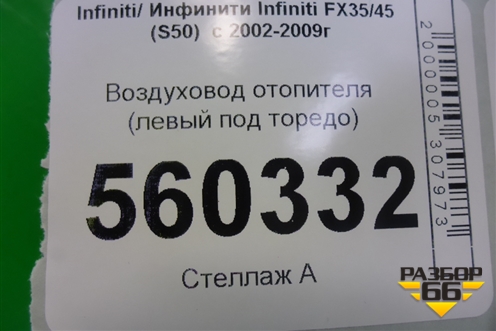 Infiniti/ Инфинити Infiniti FX35/45
(S50) с 2002-2009г
Воздуховод отопителя
(левый под торедо)
560332
Стеллаж А
2000005307973
РАЗБОР
66